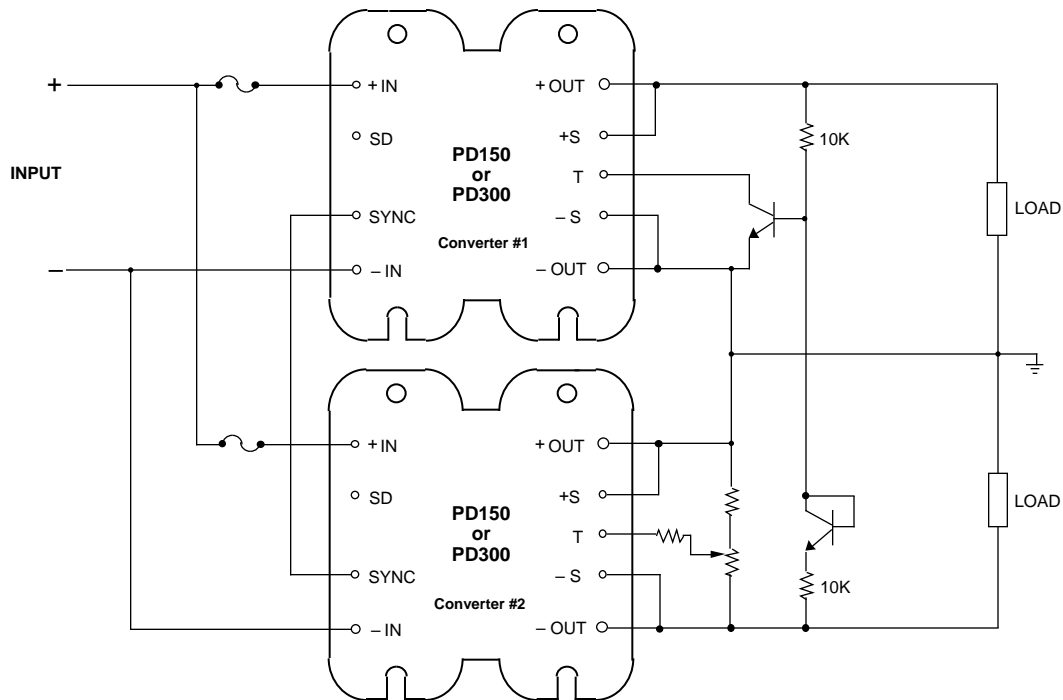 +
+ IN
+ OUT
SD
+S
10K
INPUT
PD150
or
PD300
T
LOAD
SYNC
– S
Converter #1
–
– IN
– OUT
+ IN
+ OUT
SD
+S
PD150
or
PD300
T
LOAD
SYNC
– S
10K
Converter #2
– IN
– OUT